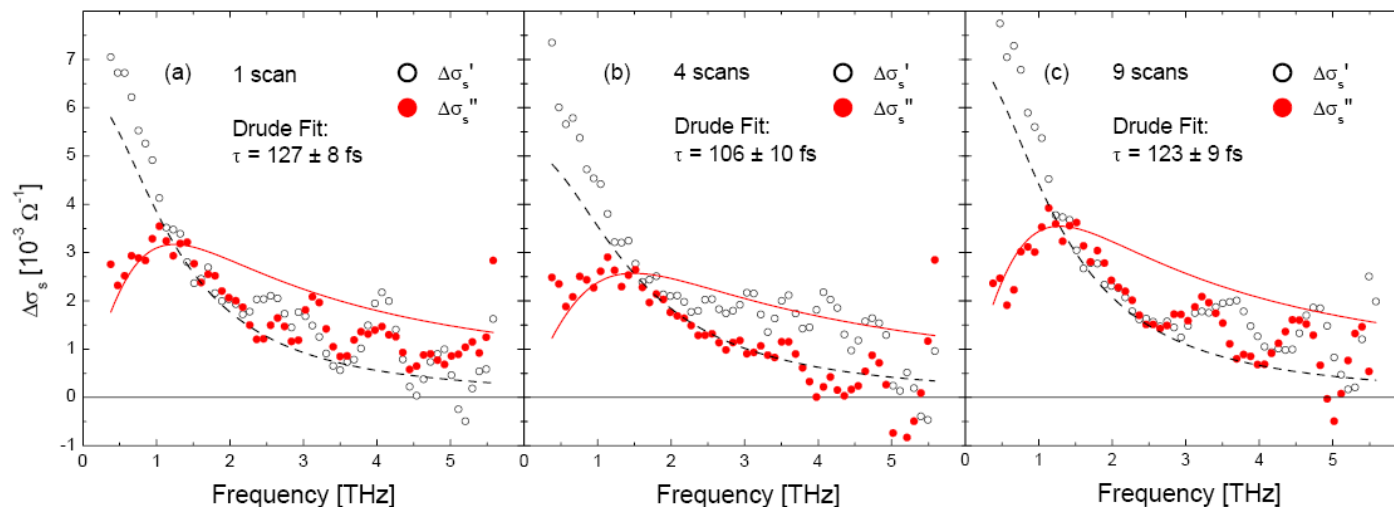 (a) 1 scan
Δσs'
Δσs"
Drude Fit:
τ = 127 ± 8 fs
(b) 4 scans
Δσs'
Δσs"
Drude Fit:
τ = 106 ± 10 fs
(c) 9 scans
Δσs'
Δσs"
Drude Fit:
τ = 123 ± 9 fs
Δσs [10⁻³ Ω⁻¹]
7
6
5
4
3
2
1
0
-1
0 1 2 3 4 5
0 1 2 3 4 5
0 1 2 3 4 5
Frequency [THz]
Frequency [THz]
Frequency [THz]